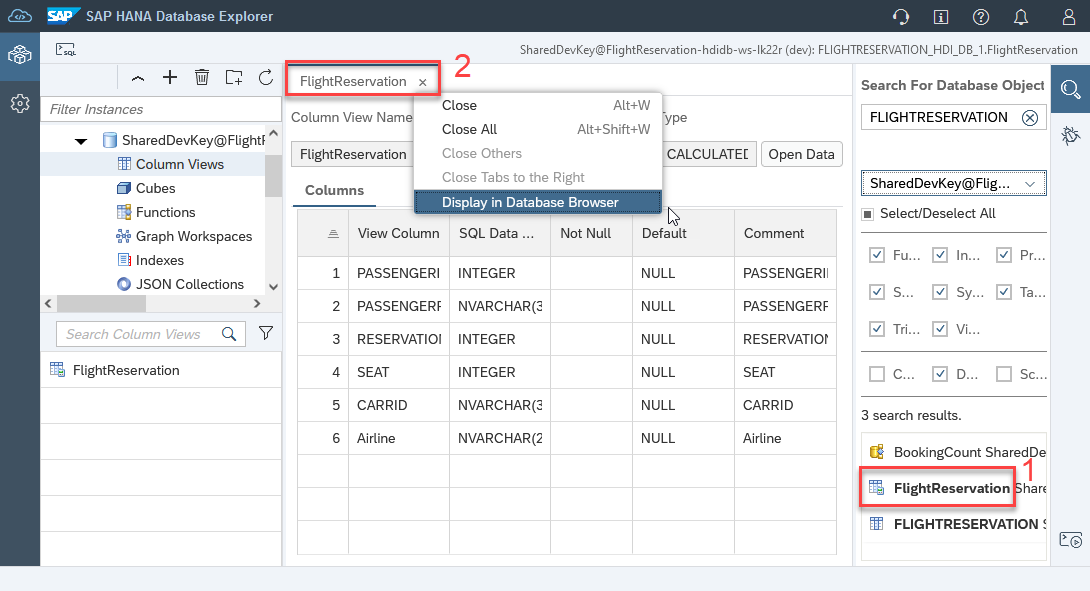 SAP SAP HANA Database Explorer
SQL
SharedDevKey@FlightReservation-hdidb-ws-lk22r (dev): FLIGHTRESERVATION_HDI_DB_1.FlightReservation
Filter Instances
SharedDevKey@FlightR
Column Views
Cubes
Functions
Graph Workspaces
Indexes
JSON Collections
Search Column Views
FlightReservation
FlightReservation ×
2
Close Alt+W
Close All Alt+Shift+W
Close Others
Close Tabs to the Right
Display in Database Browser
Column View Name
Type
FlightReservation
CALCULATED
Open Data
Columns
View Column SQL Data ... Not Null Default Comment
1 PASSENGERI INTEGER NULL PASSENGERI
2 PASSENGERF NVARCHAR(3 NULL PASSENGERF
3 RESERVATION INTEGER NULL RESERVATION
4 SEAT INTEGER NULL SEAT
5 CARRID NVARCHAR(3 NULL CARRID
6 Airline NVARCHAR(2 NULL Airline
Search For Database Object
FLIGHTRESERVATION
SharedDevKey@Flig...
Select/Deselect All
Fu... In... Pr...
S... Sy... Ta...
Tri... Vi...
C... D... Sc...
3 search results.
BookingCount SharedDe
1
FlightReservation Share
FLIGHTRESERVATION S